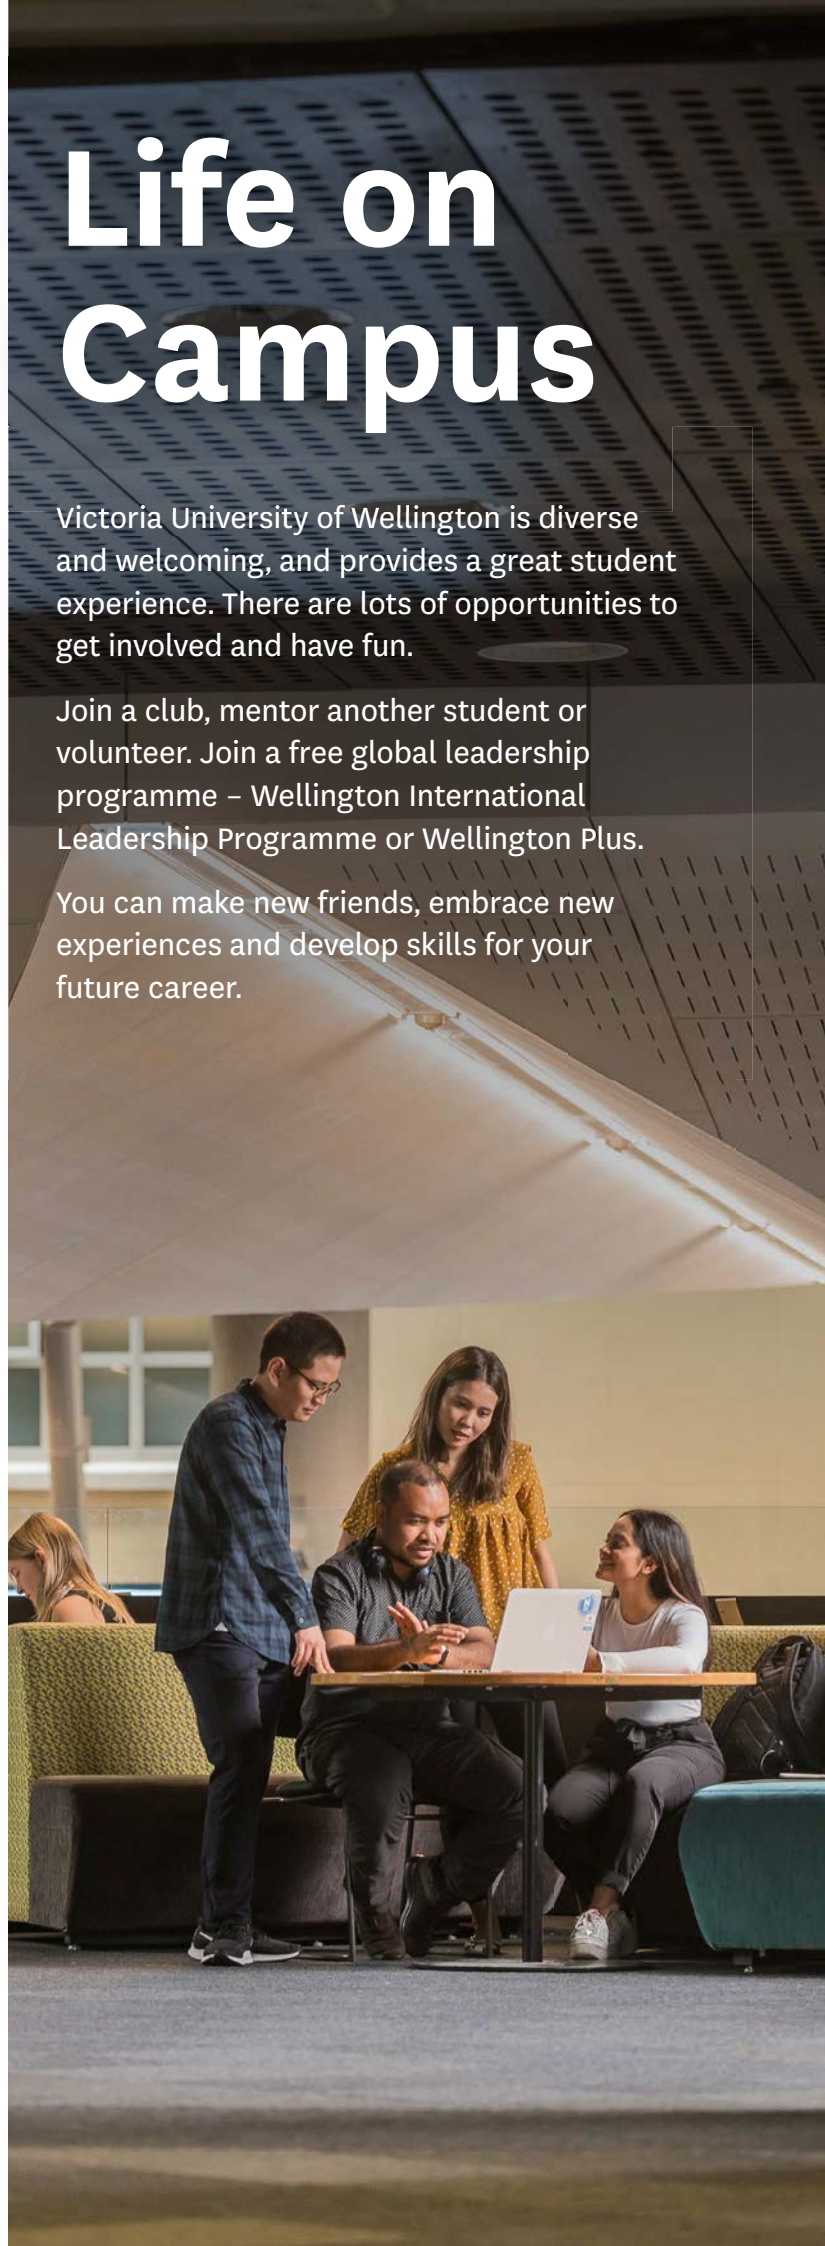 Life on
Campus
Victoria University of Wellington is diverse
and welcoming, and provides a great student
experience. There are lots of opportunities to
get involved and have fun.
Join a club, mentor another student or
volunteer. Join a free global leadership
programme – Wellington International
Leadership Programme or Wellington Plus.
You can make new friends, embrace new
experiences and develop skills for your
future career.